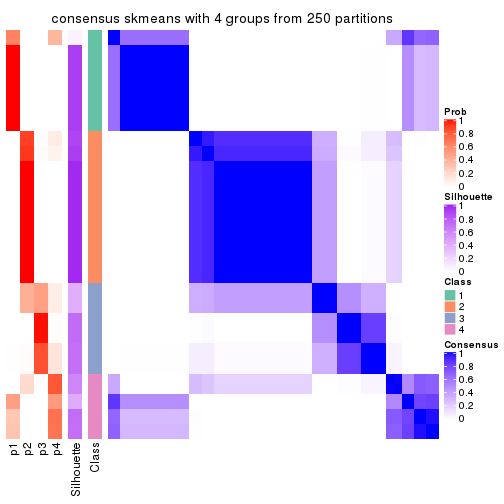 consensus skmeans with 4 groups from 250 partitions
Prob
1
0.8
0.6
0.4
0.2
0
Silhouette
1
0.8
0.6
0.4
0.2
0
Class
1
2
3
4
Consensus
1
0.8
0.6
0.4
0.2
0
p1
p2
p3
p4
Silhouette
Class